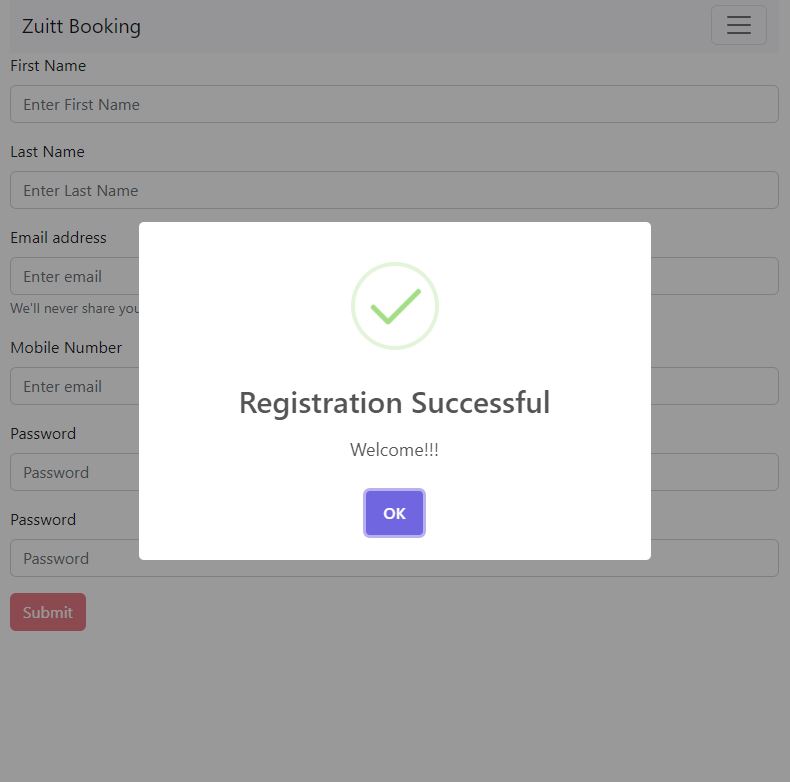 Zuitt Booking
First Name
Enter First Name
Last Name
Enter Last Name
Email address
Enter email
We'll never share
Mobile Number
Enter email
Password
Password
Password
Password
Submit
Registration Successful
Welcome!!!
OK